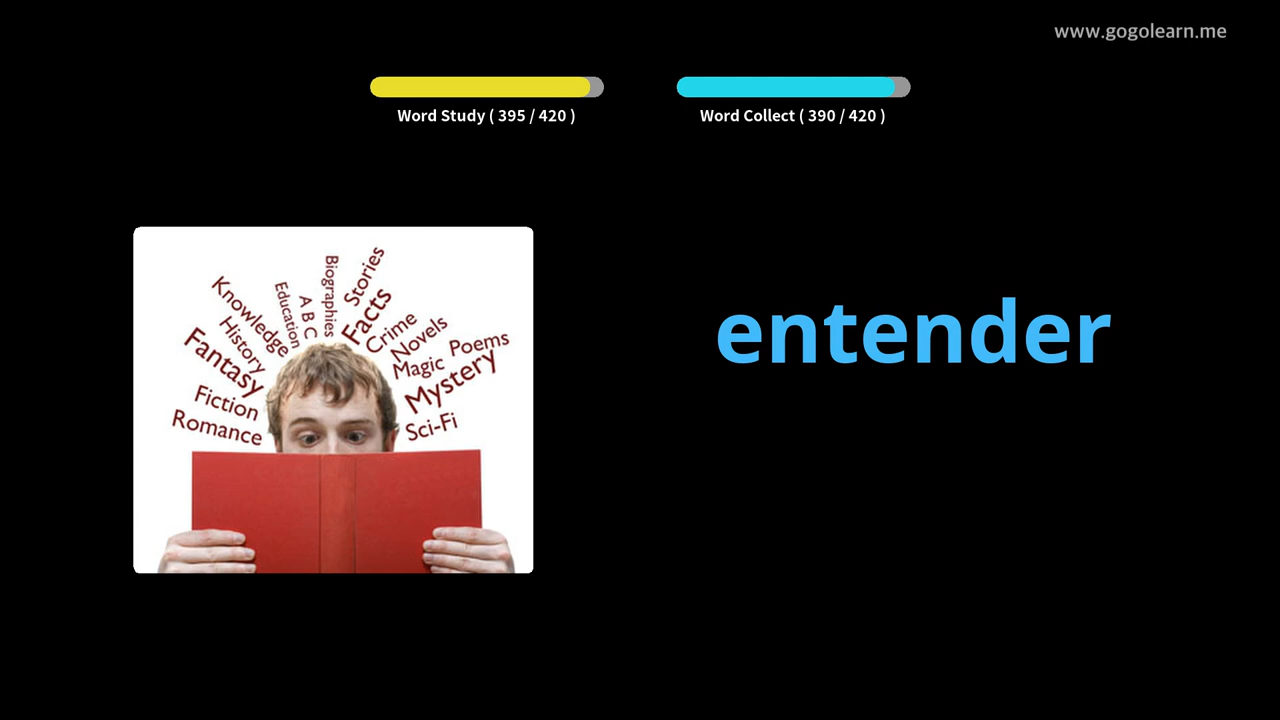 www.gogolearn.me
Word Study ( 395 / 420 )
Word Collect ( 390 / 420 )
Knowledge
History
Fantasy
Fiction
Romance
Education
A B C
Biographies
Stories
Facts
Crime
Novels
Magic
Poems
Mystery
Sci-Fi
entender